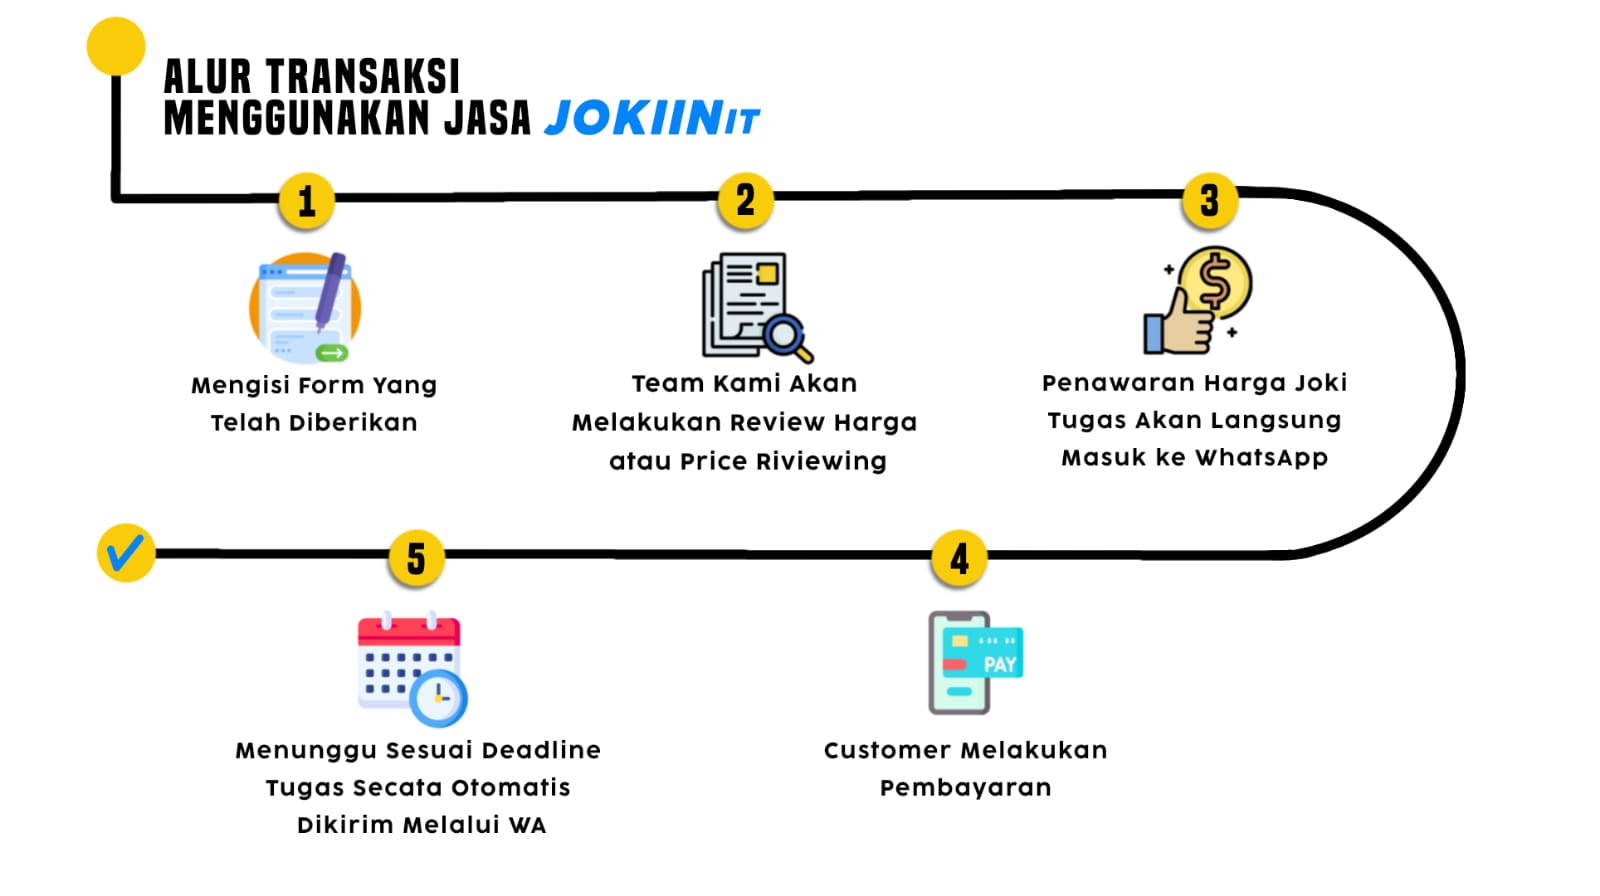 ALUR TRANSAKSI
MENGGUNAKAN JASA JOKIINIT
1
2
3
Mengisi Form Yang
Telah Diberikan
Team Kami Akan
Melakukan Review Harga
atau Price Riviewing
Penawaran Harga Joki
Tugas Akan Langsung
Masuk ke WhatsApp
5
4
PAY
Menunggu Sesuai Deadline
Tugas Secata Otomatis
Dikirim Melalui WA
Customer Melakukan
Pembayaran